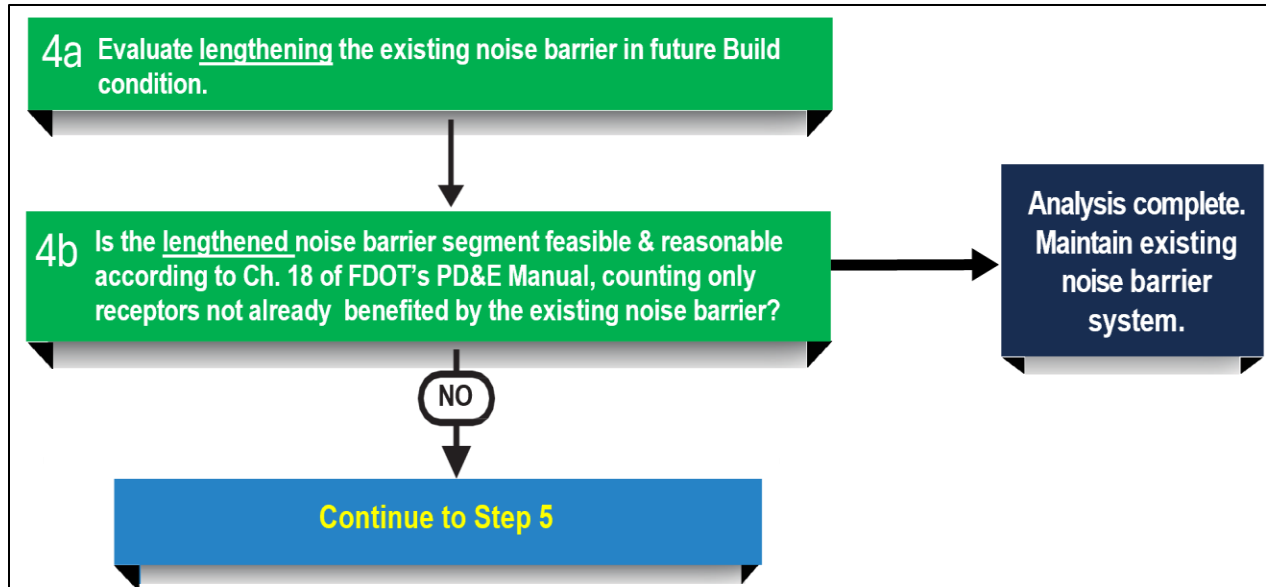 4a Evaluate lengthening the existing noise barrier in future Build
condition.
4b Is the lengthened noise barrier segment feasible & reasonable
according to Ch. 18 of FDOT's PD&E Manual, counting only
receptors not already benefited by the existing noise barrier?
Analysis complete.
Maintain existing
noise barrier
system.
NO
Continue to Step 5